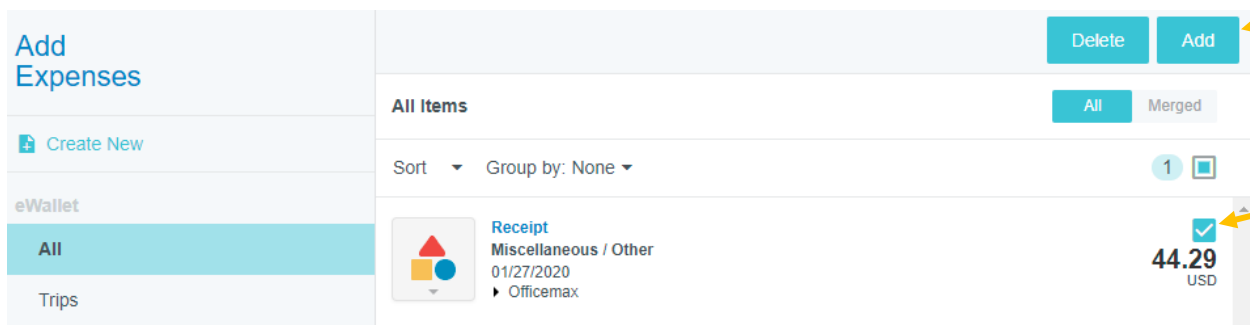 Add
Expenses
Delete
Add
All Items
All
Merged
Create New
Sort
Group by: None
1
eWallet
All
Trips
Receipt
Miscellaneous / Other
01/27/2020
Officemax
44.29
USD